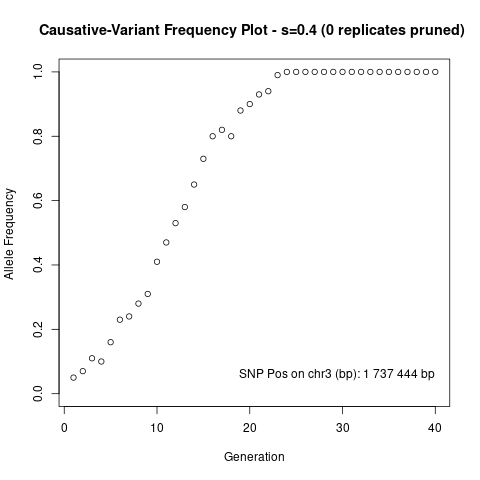 Causative-Variant Frequency Plot - s=0.4 (0 replicates pruned)
Allele Frequency
1.0
0.8
0.6
0.4
0.2
0.0
SNP Pos on chr3 (bp): 1 737 444 bp
0 10 20 30 40
Generation